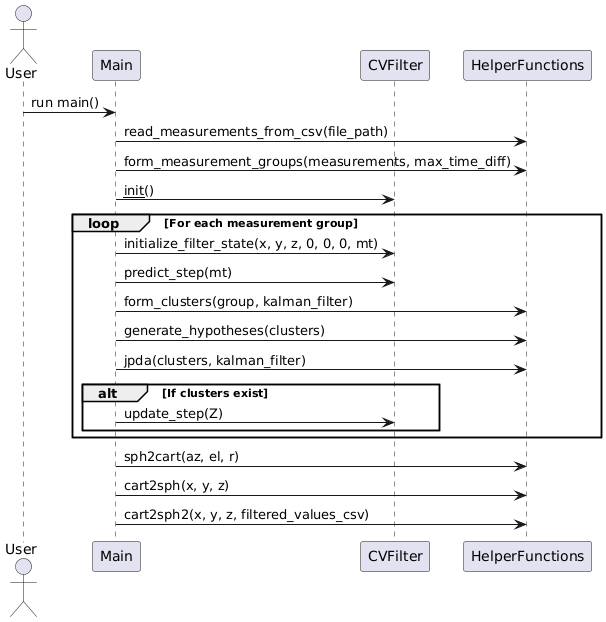 User
Main
CVFilter
HelperFunctions
run main()
read_measurements_from_csv(file_path)
form_measurement_groups(measurements, max_time_diff)
init()
loop
[For each measurement group]
initialize_filter_state(x, y, z, 0, 0, 0, mt)
predict_step(mt)
form_clusters(group, kalman_filter)
generate_hypotheses(clusters)
jpda(clusters, kalman_filter)
alt
[If clusters exist]
update_step(Z)
sph2cart(az, el, r)
cart2sph(x, y, z)
cart2sph2(x, y, z, filtered_values_csv)
User
Main
CVFilter
HelperFunctions